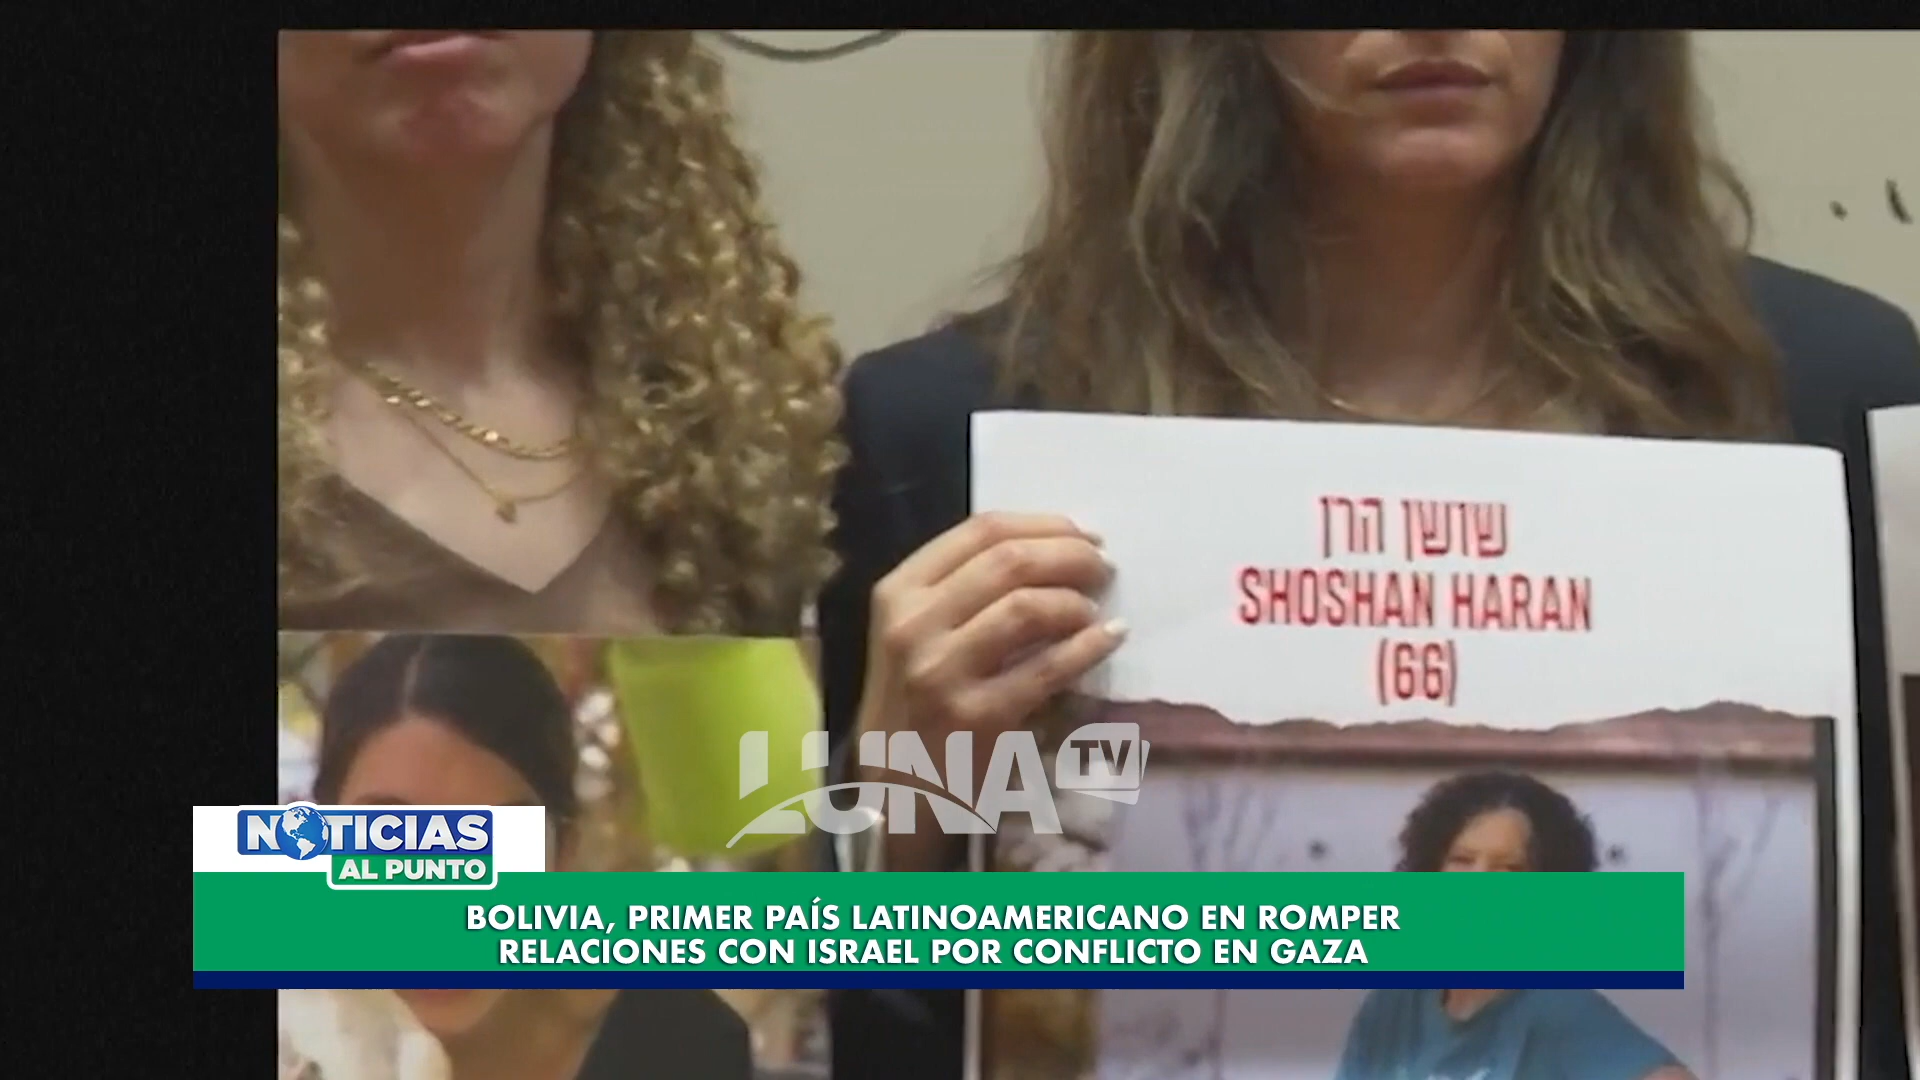 שושן הרן
SHOSHAN HARAN
(66)
LUNA TV
NOTICIAS
AL PUNTO
BOLIVIA, PRIMER PAÍS LATINOAMERICANO EN ROMPER
RELACIONES CON ISRAEL POR CONFLICTO EN GAZA